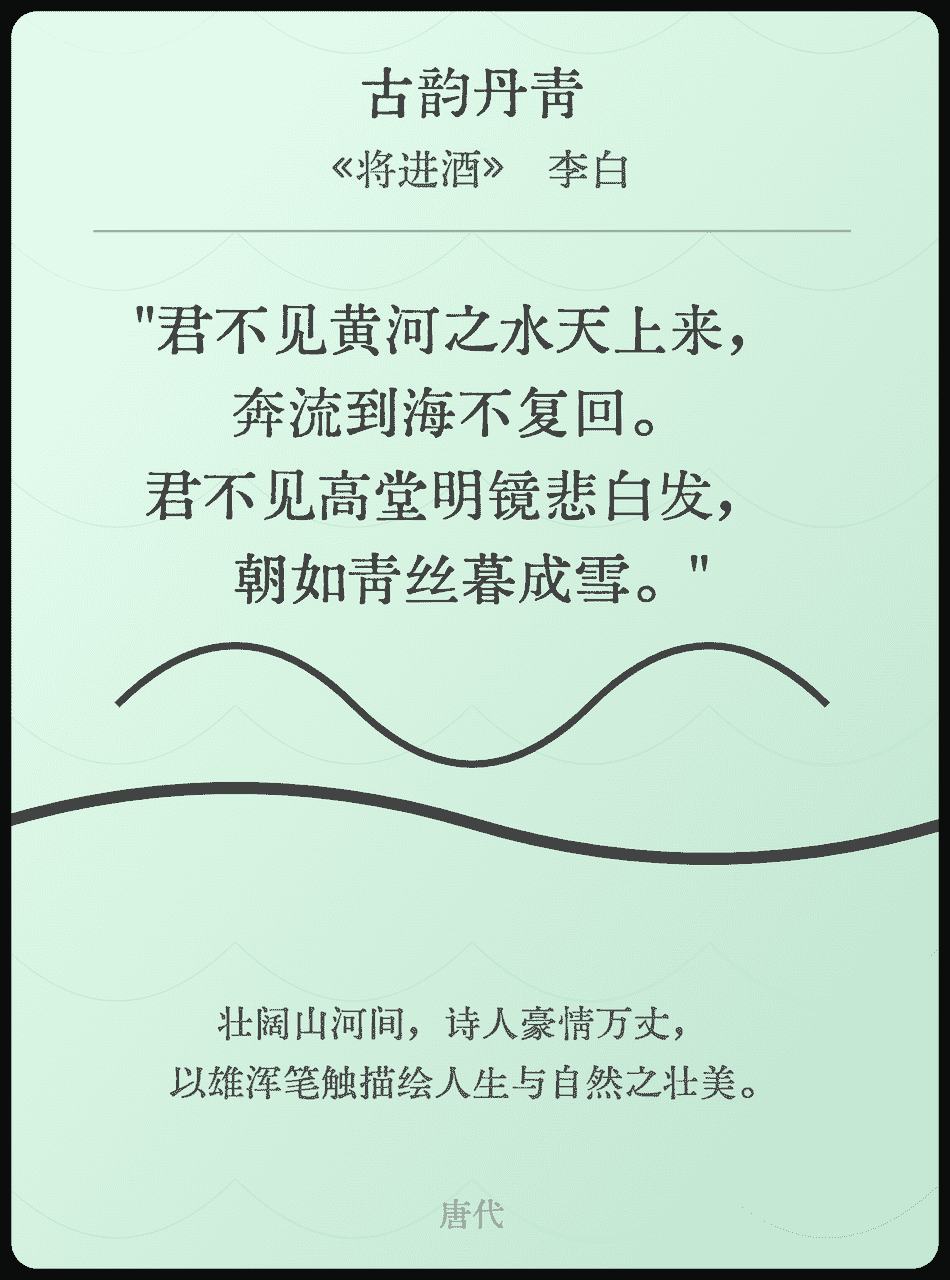 古韵丹青
《将进酒》 李白
"君不见黄河之水天上来，
奔流到海不复回。
君不见高堂明镜悲白发，
朝如青丝暮成雪。"
壮阔山河间，诗人豪情万丈，
以雄浑笔触描绘人生与自然之壮美。
唐代